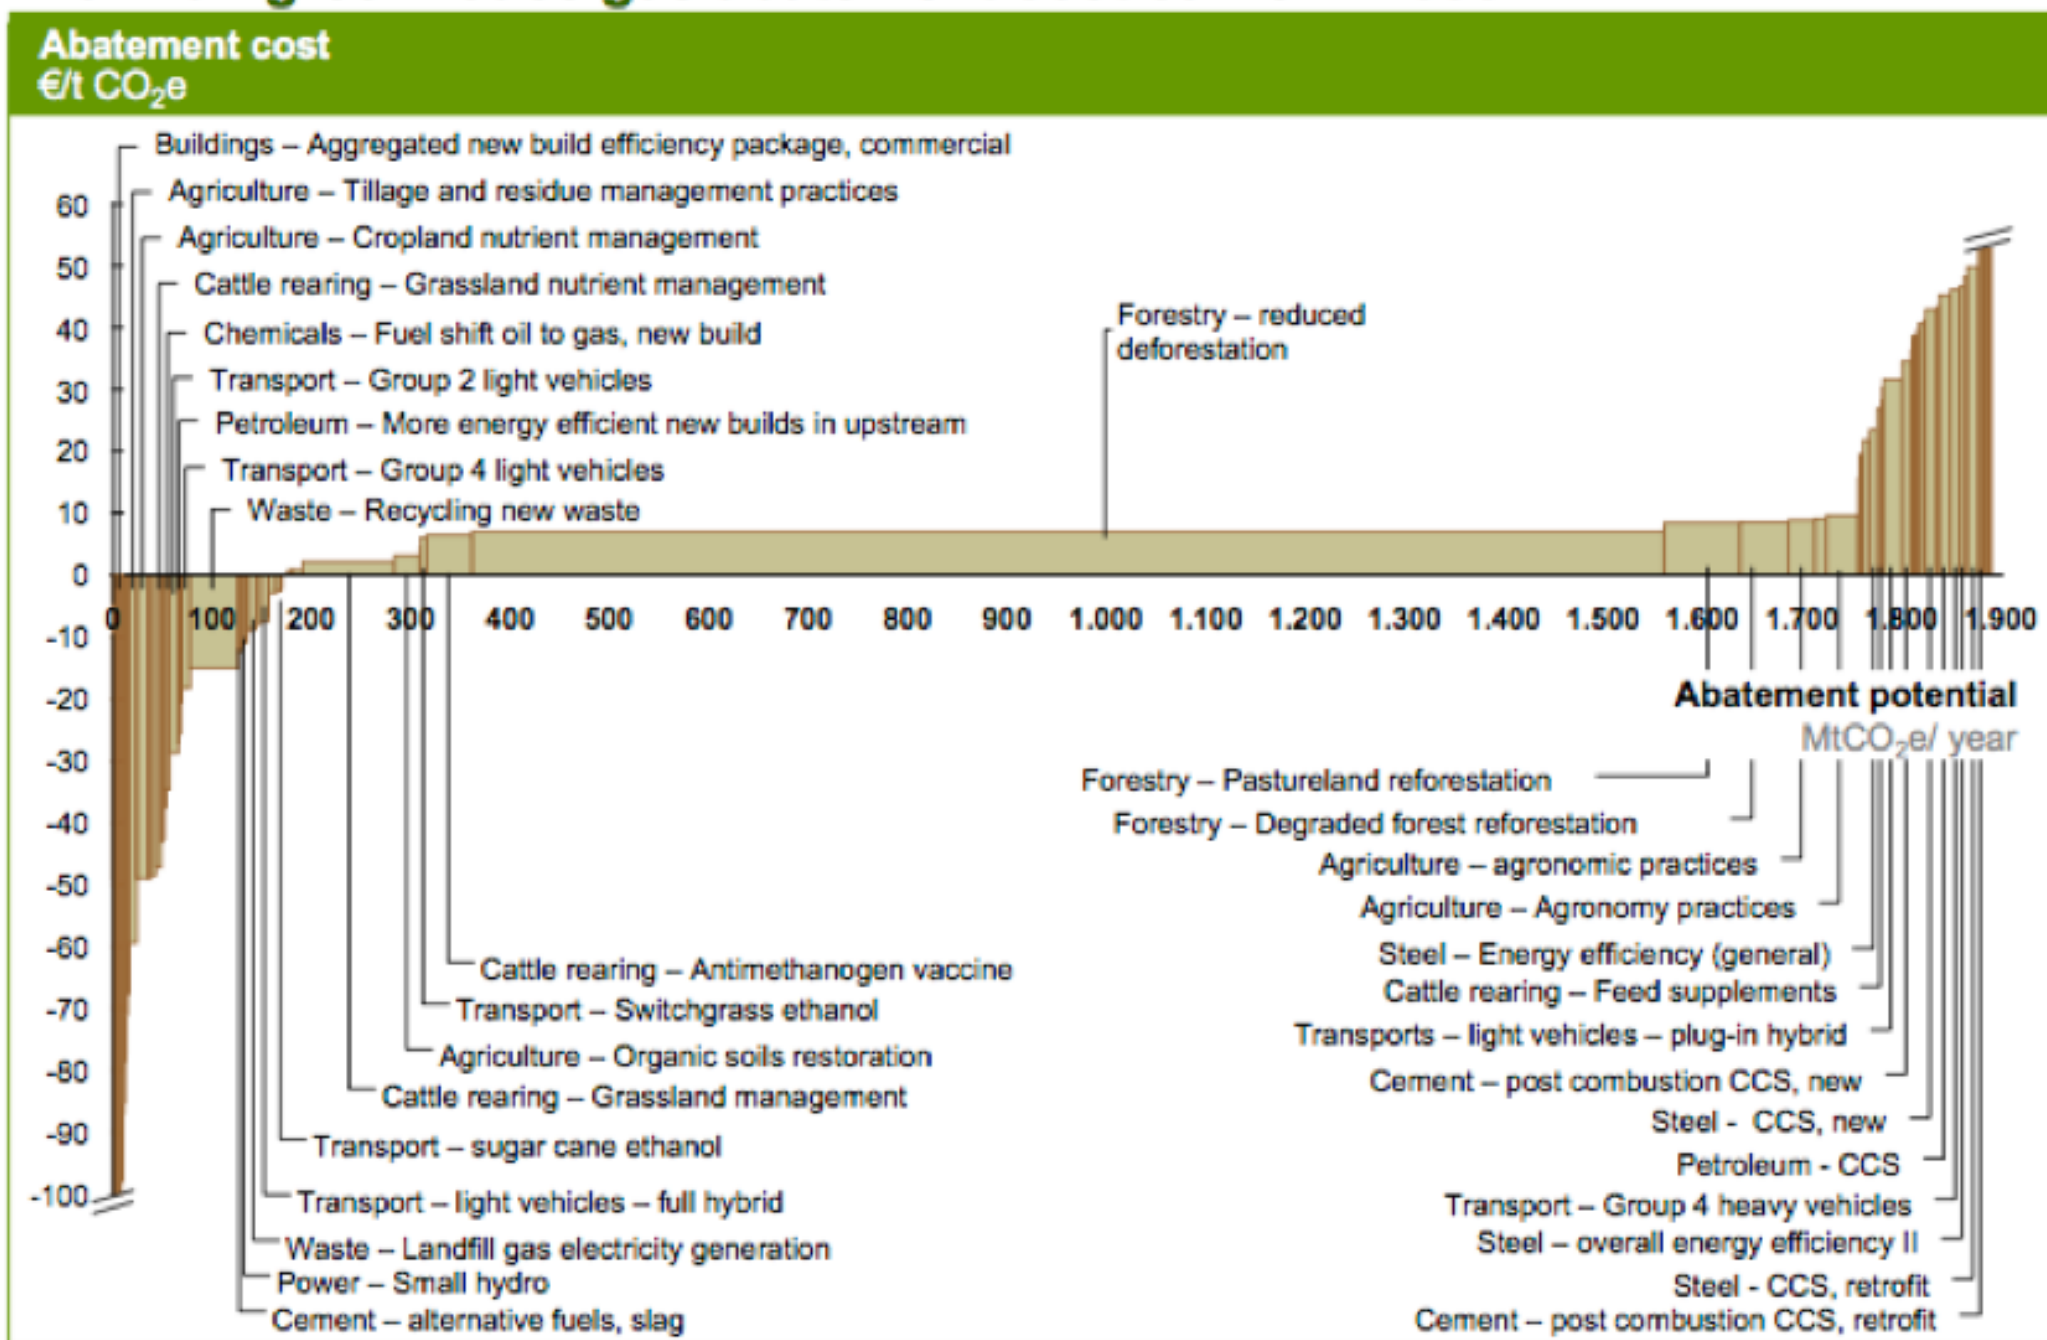 Abatement cost
€/t CO₂e
Buildings – Aggregated new build efficiency package, commercial
Agriculture – Tillage and residue management practices
60
Agriculture – Cropland nutrient management
50
Cattle rearing – Grassland nutrient management
Forestry – reduced
deforestation
40
Chemicals – Fuel shift oil to gas, new build
30
Transport – Group 2 light vehicles
Petroleum – More energy efficient new builds in upstream
20
Transport – Group 4 light vehicles
10
Waste – Recycling new waste
0
0 100 200 300 400 500 600 700 800 900 1.000 1.100 1.200 1.300 1.400 1.500 1.600 1.700 1.800 1.900
-10
-20
Abatement potential
MtCO₂e/ year
-30
Forestry – Pastureland reforestation
-40
Forestry – Degraded forest reforestation
Agriculture – agronomic practices
-50
Agriculture – Agronomy practices
-60
Steel – Energy efficiency (general)
Cattle rearing – Antimethanogen vaccine
Cattle rearing – Feed supplements
-70
Transport – Switchgrass ethanol
Transports – light vehicles – plug-in hybrid
Agriculture – Organic soils restoration
-80
Cement – post combustion CCS, new
Cattle rearing – Grassland management
-90
Steel - CCS, new
Transport – sugar cane ethanol
Petroleum - CCS
-100
Transport – light vehicles – full hybrid
Transport – Group 4 heavy vehicles
Waste – Landfill gas electricity generation
Steel – overall energy efficiency II
Power – Small hydro
Steel - CCS, retrofit
Cement – alternative fuels, slag
Cement – post combustion CCS, retrofit